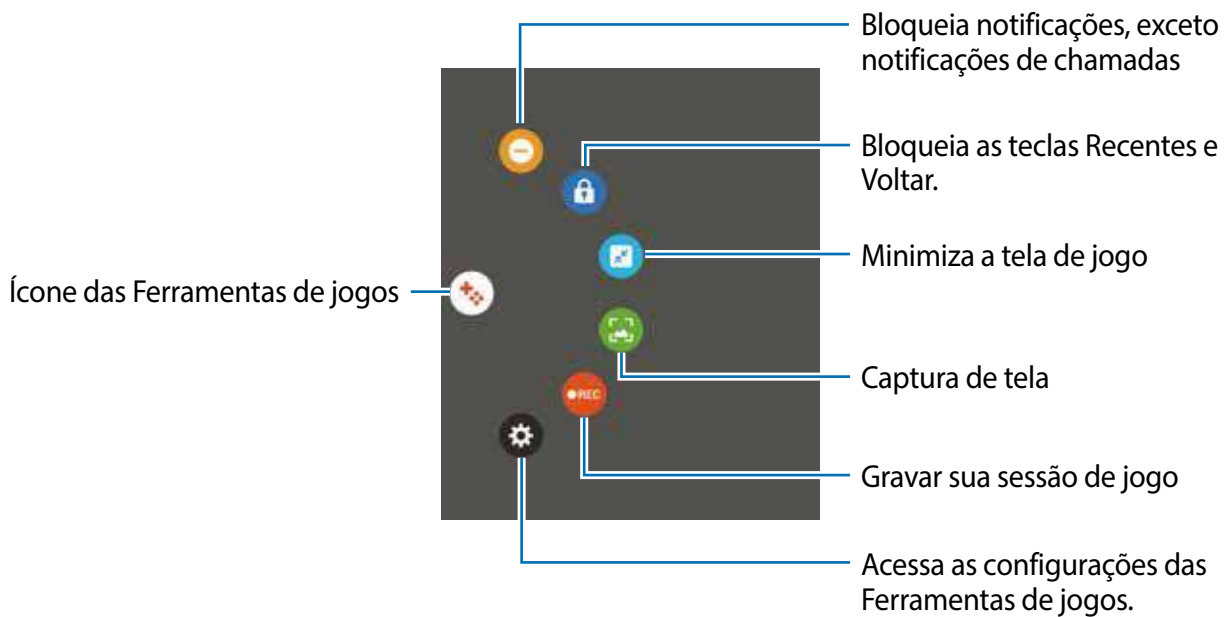 Bloqueia notificações, exceto
notificações de chamadas
Bloqueia as teclas Recentes e
Voltar.
Minimiza a tela de jogo
Ícone das Ferramentas de jogos
Captura de tela
REC
Gravar sua sessão de jogo
Acessa as configurações das
Ferramentas de jogos.